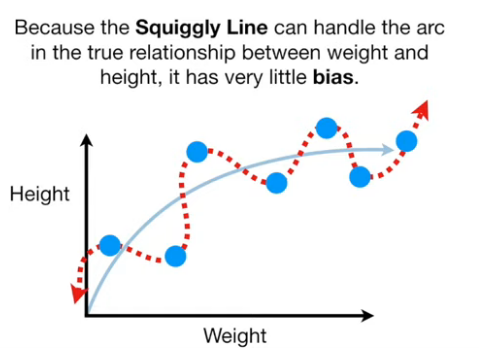 Because the Squiggly Line can handle the arc
in the true relationship between weight and
height, it has very little bias.
Height
Weight